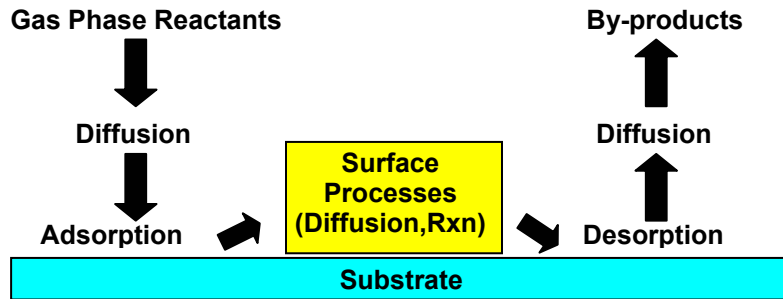 Gas Phase Reactants
By-products
Diffusion
Diffusion
Surface
Processes
(Diffusion,Rxn)
Adsorption
Desorption
Substrate